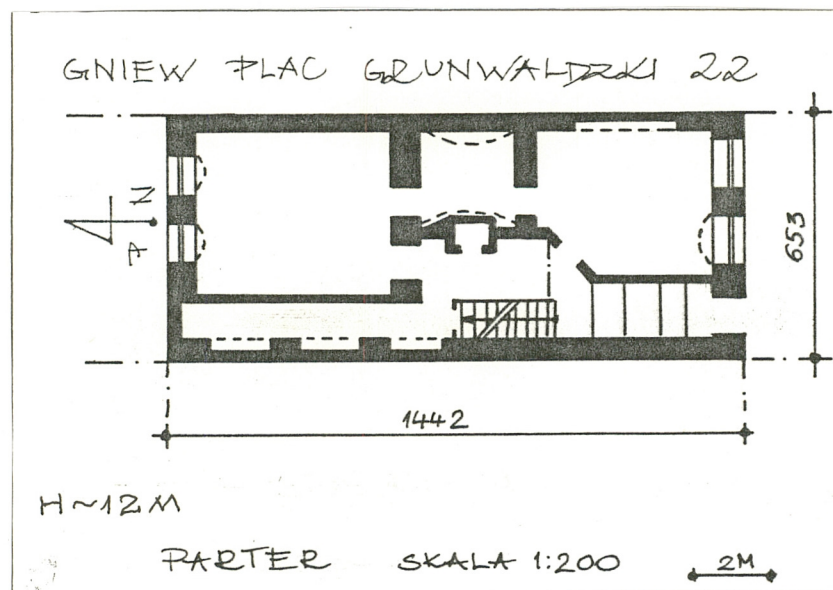 GNIEW PLAC GRUNWALDZKI 22
N
P
653
1442
H~12M
PARTER SKALA 1:200 2M